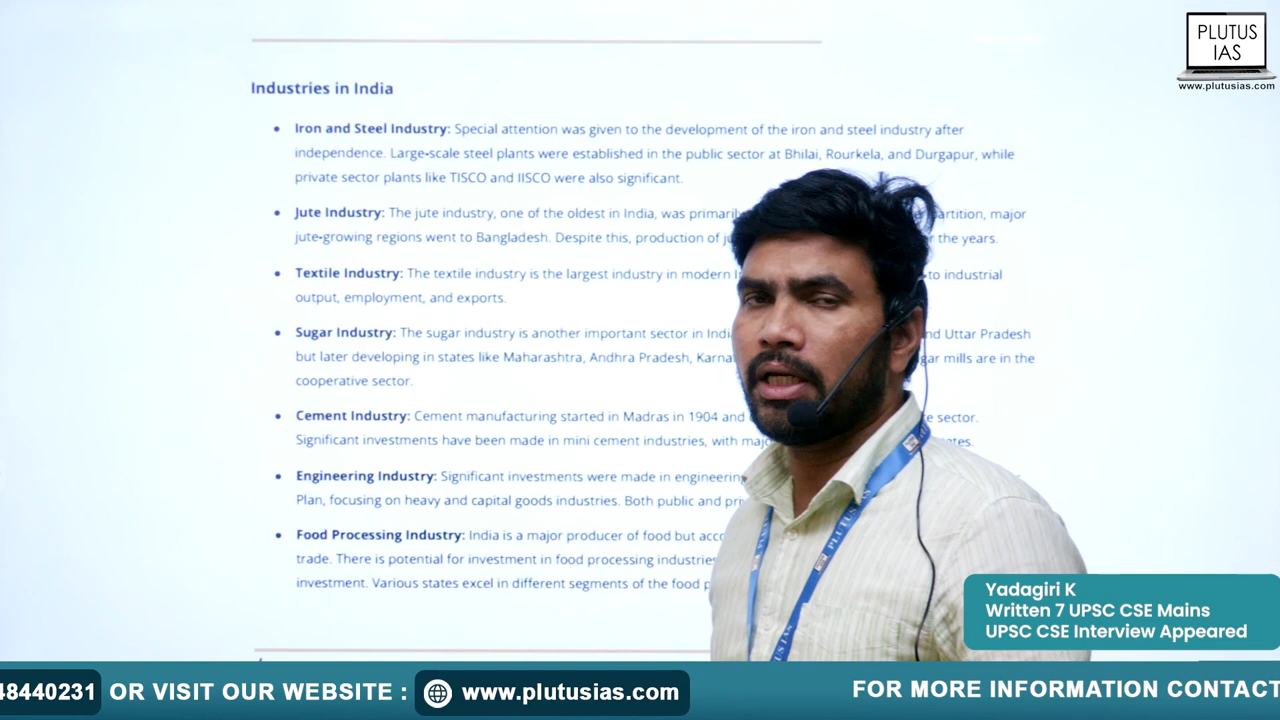 PLUTUS
IAS
www.plutusias.com
Industries in India
• Iron and Steel Industry: Special attention was given to the development of the iron and steel industry after
independence. Large-scale steel plants were established in the public sector at Bhilai, Rourkela, and Durgapur, while
private sector plants like TISCO and IISCO were also significant.
• Jute Industry: The jute industry, one of the oldest in India, was partition, major
jute-growing regions went to Bangladesh. Despite this, production of the years.
• Textile Industry: The textile industry is the largest industry in modern to industrial
output, employment, and exports.
• Sugar Industry: The sugar industry is another important sector in Uttar Pradesh
but later developing in states like Maharashtra, Andhra Pradesh, mills are in the
cooperative sector.
• Cement Industry: Cement manufacturing started in Madras in 1904 and sector.
Significant investments have been made in mini cement industries, with
• Engineering Industry: Significant investments were made in
Plan, focusing on heavy and capital goods industries. Both public and
• Food Processing Industry: India is a major producer of food but
trade. There is potential for investment in food processing industries
investment. Various states excel in different segments of the food
PLUTUS IAS
Yadagiri K
Written 7 UPSC CSE Mains
UPSC CSE Interview Appeared
48440231 OR VISIT OUR WEBSITE : www.plutusias.com FOR MORE INFORMATION CONTACT